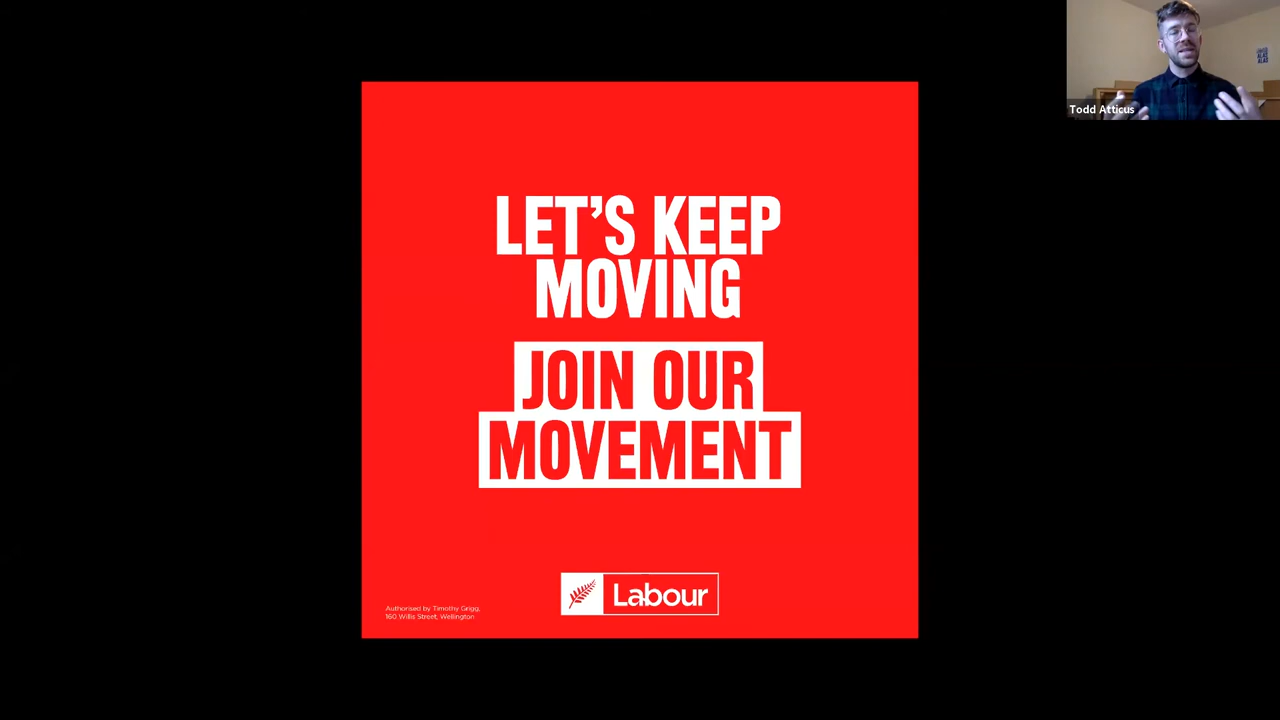 Todd Atticus
LET'S KEEP
MOVING
JOIN OUR
MOVEMENT
Labour
Authorised by Timothy Grigg,
160 Willis Street, Wellington